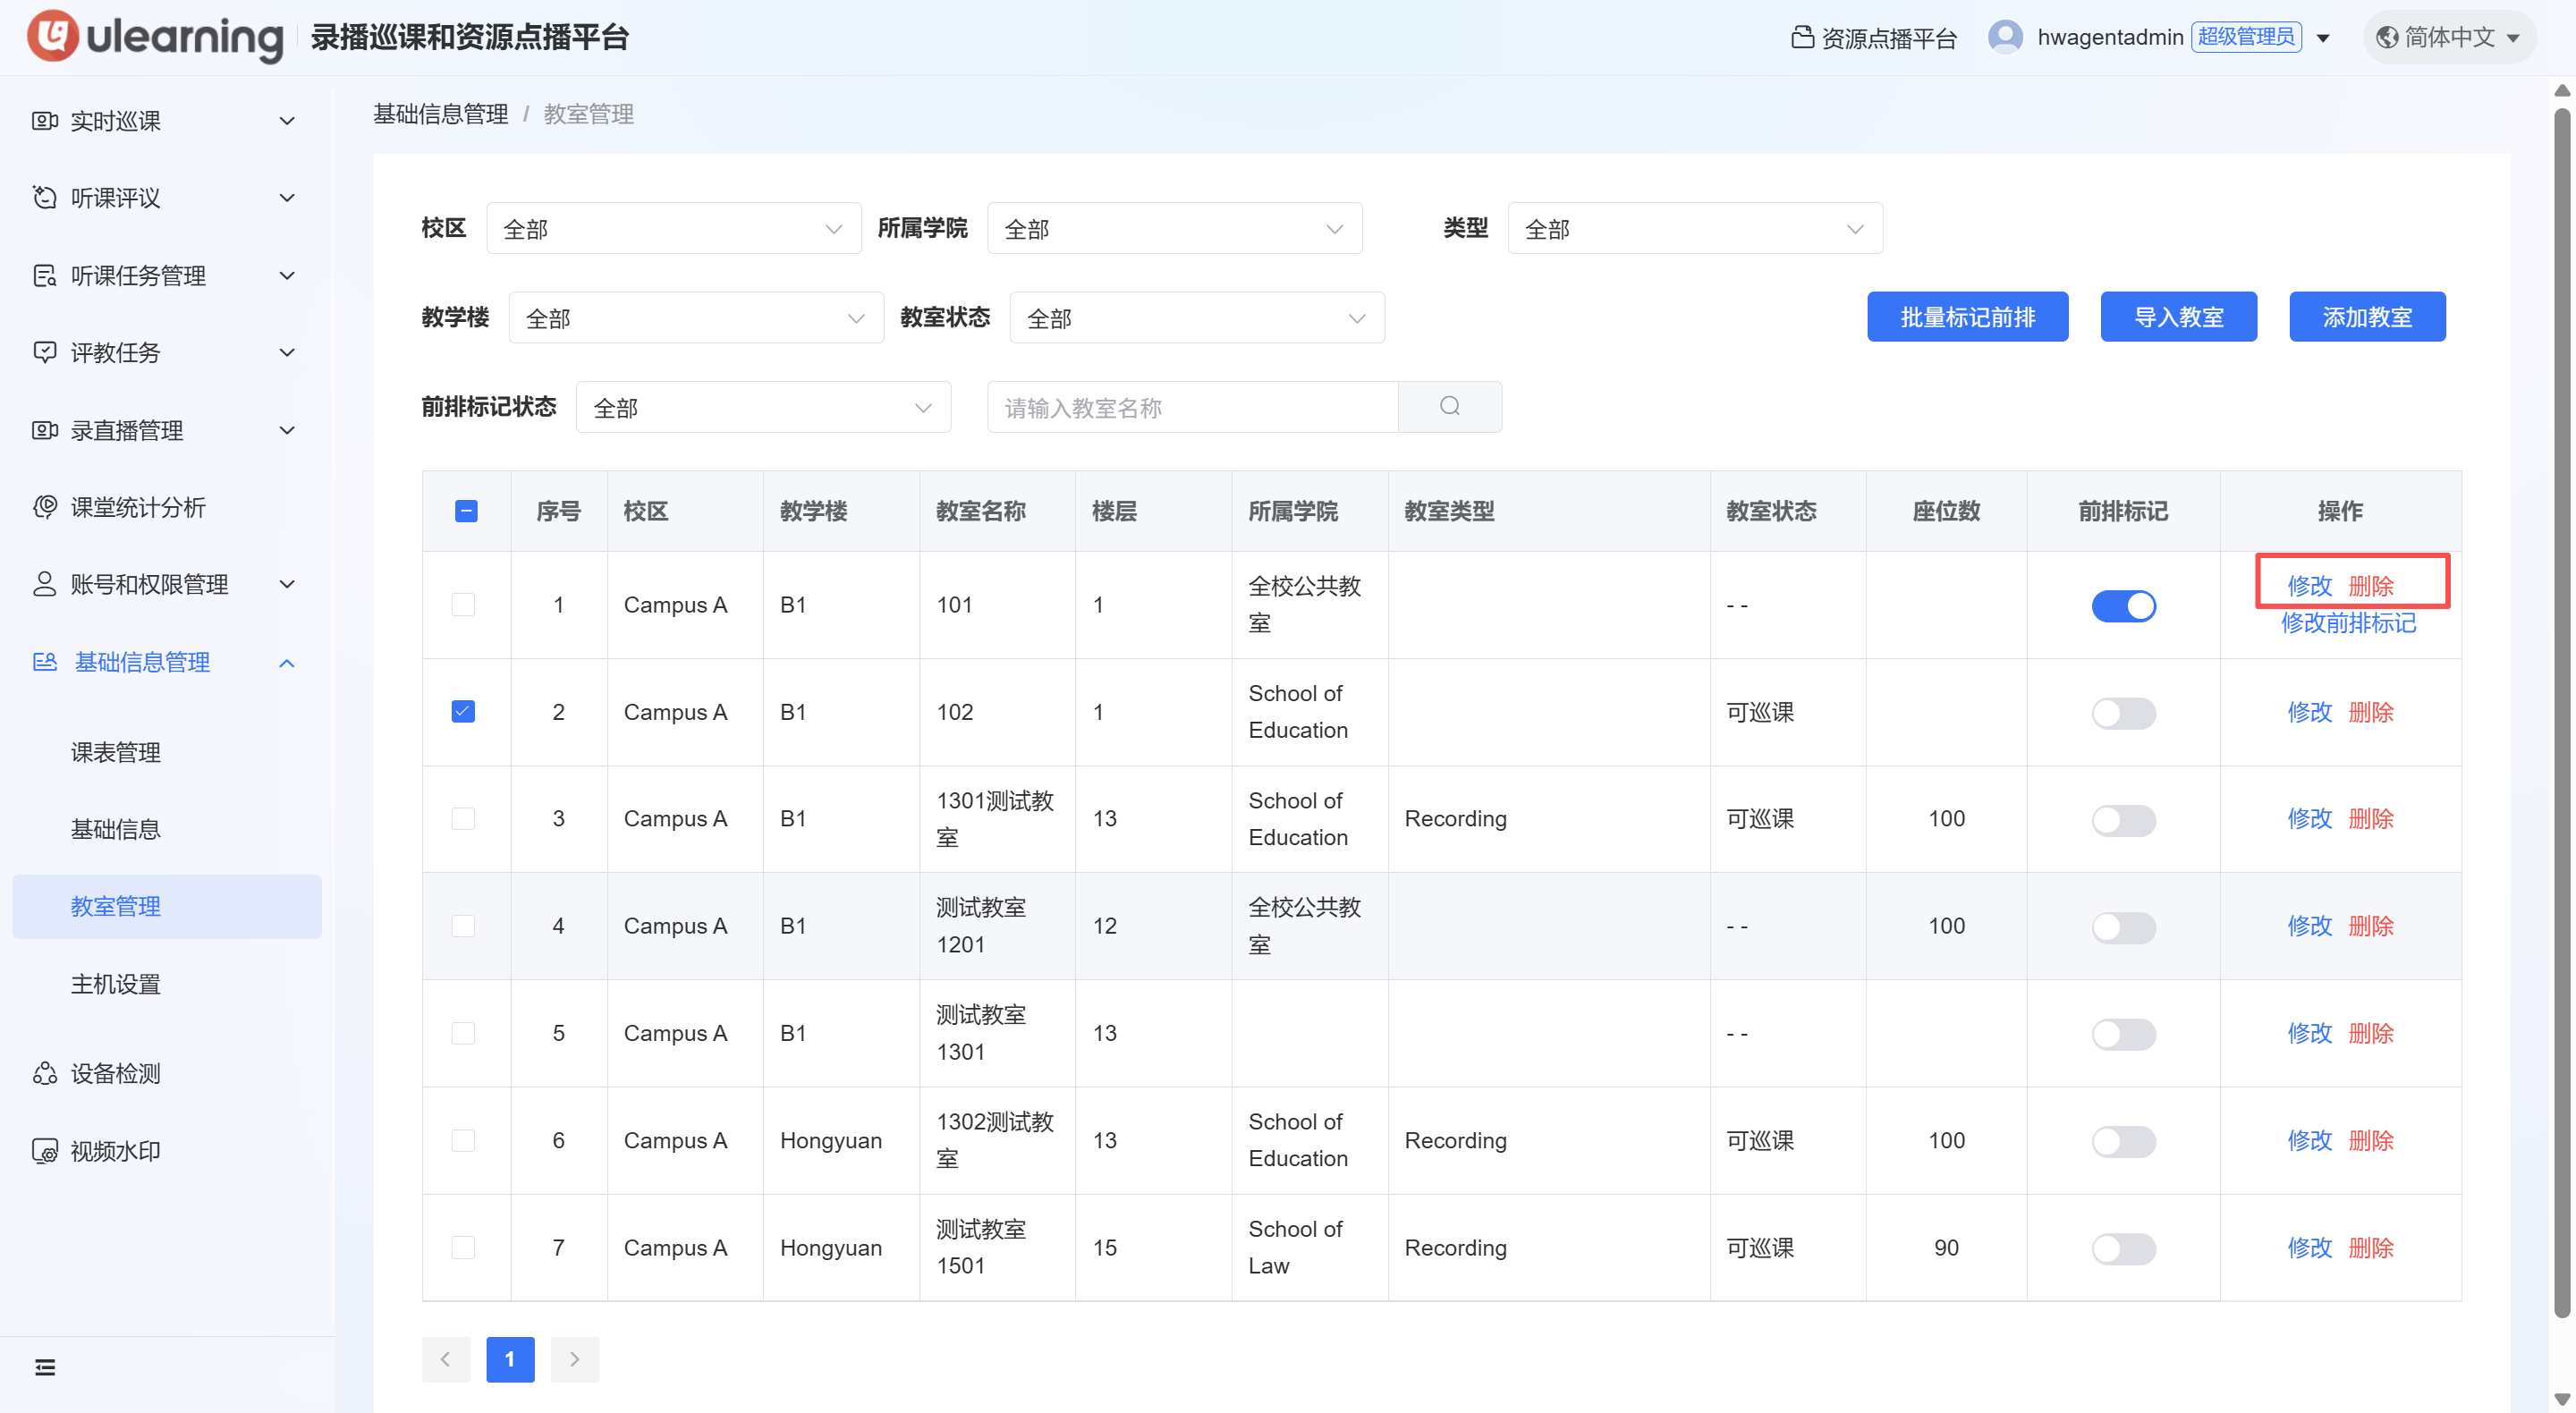 ulearning 录播巡课和资源点播平台 资源点播平台 hwagentadmin 超级管理员 简体中文
实时巡课
听课评议
听课任务管理
评教任务
录直播管理
课堂统计分析
账号和权限管理
基础信息管理
课表管理
基础信息
教室管理
主机设置
设备检测
视频水印
基础信息管理 / 教室管理
校区 全部 所属学院 全部 类型 全部
教学楼 全部 教室状态 全部 批量标记前排 导入教室 添加教室
前排标记状态 全部 请输入教室名称
序号 校区 教学楼 教室名称 楼层 所属学院 教室类型 教室状态 座位数 前排标记 操作
1 Campus A B1 101 1 全校公共教室 - - 修改 删除
修改前排标记
2 Campus A B1 102 1 School of Education 可巡课 修改 删除
3 Campus A B1 1301测试教室 13 School of Education Recording 可巡课 100 修改 删除
4 Campus A B1 测试教室1201 12 全校公共教室 - - 100 修改 删除
5 Campus A B1 测试教室1301 13 - - 修改 删除
6 Campus A Hongyuan 1302测试教室 13 School of Education Recording 可巡课 100 修改 删除
7 Campus A Hongyuan 测试教室1501 15 School of Law Recording 可巡课 90 修改 删除
1